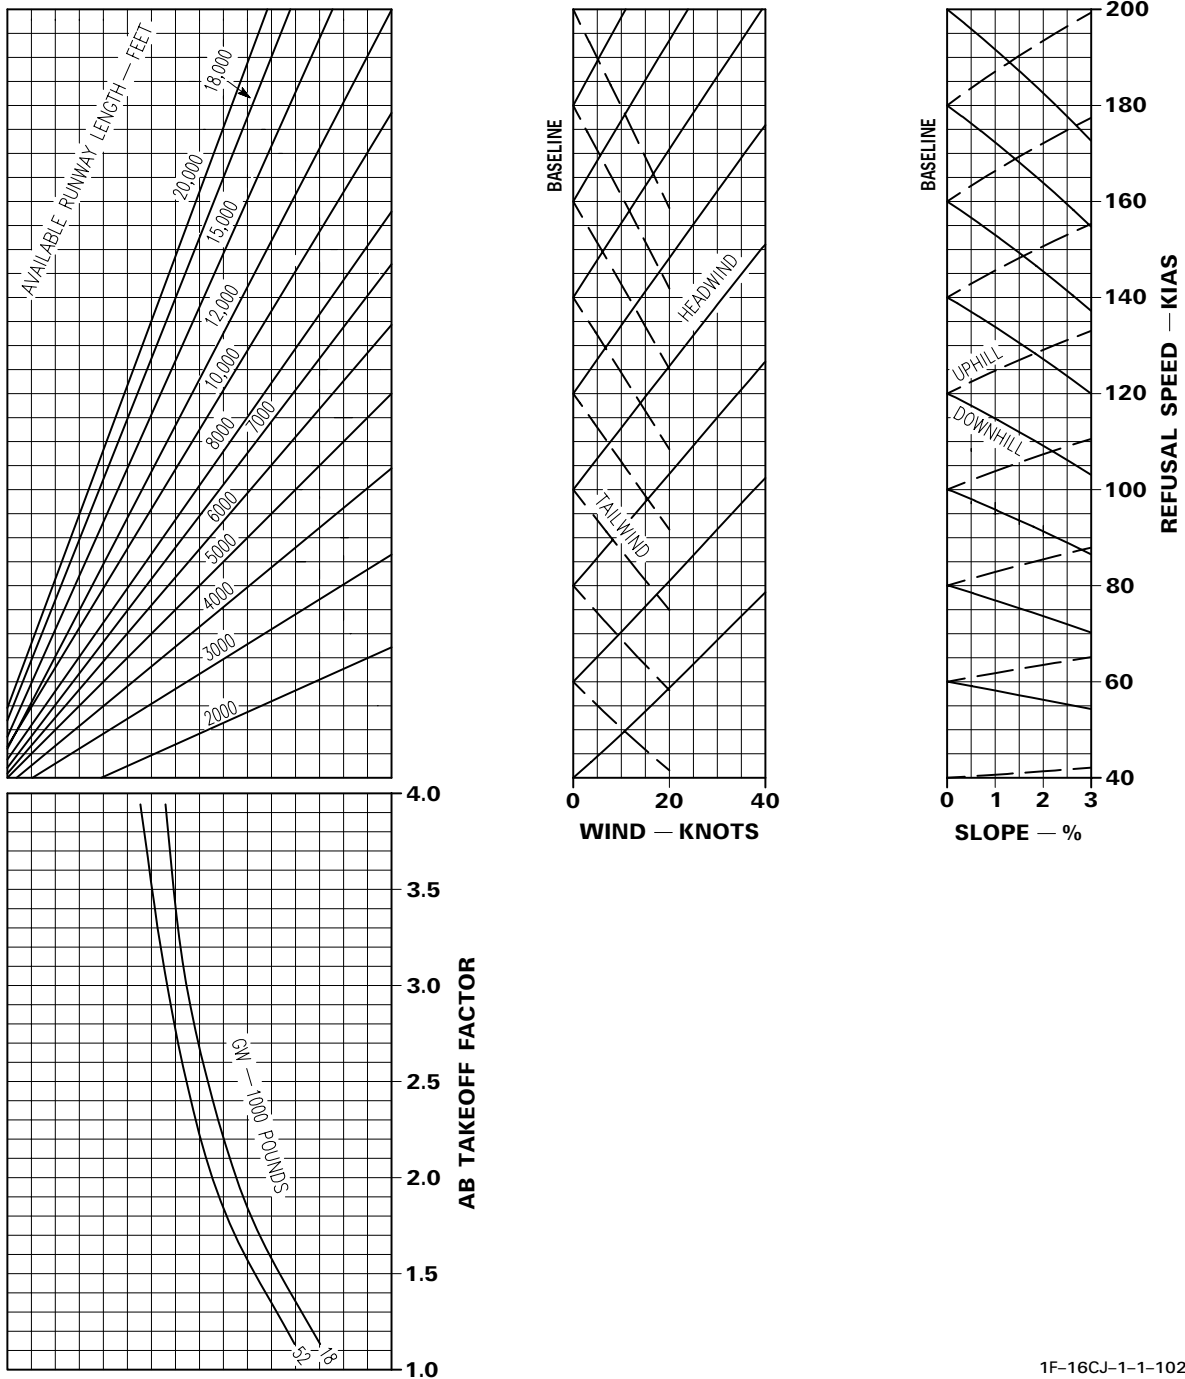 AVAILABLE RUNWAY LENGTH — FEET
20,000
18,000
15,000
12,000
10,000
8000
7000
6000
5000
4000
3000
2000
BASELINE
HEADWIND
TAILWIND
0
20
40
WIND — KNOTS
BASELINE
UPHILL
DOWNHILL
0
1
2
3
SLOPE — %
200
180
160
140
120
100
80
60
40
REFUSAL SPEED — KIAS
4.0
3.5
3.0
2.5
2.0
1.5
1.0
AB TAKEOFF FACTOR
GW — 1000 POUNDS
52
18
1F-16CJ-1-1-102